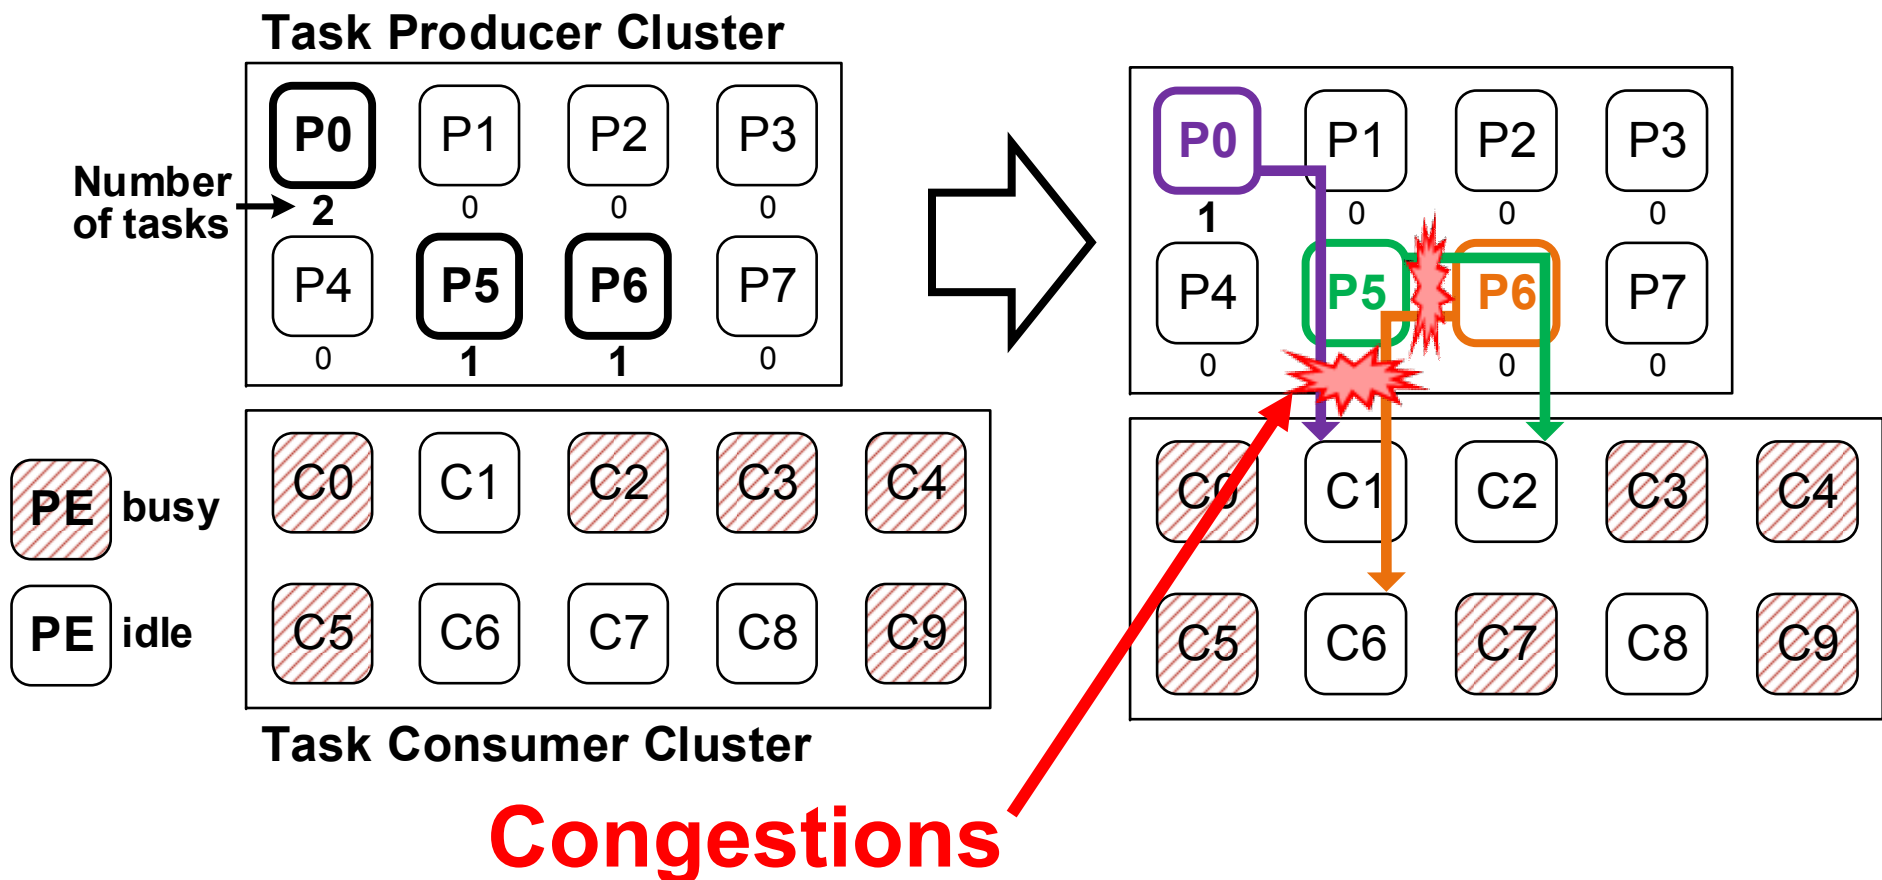 Task Producer Cluster
P0 P1 P2 P3
Number
of tasks
2 0 0 0
P4 P5 P6 P7
0 1 1 0
PE busy
PE idle
C0 C1 C2 C3 C4
C5 C6 C7 C8 C9
Task Consumer Cluster
P0 P1 P2 P3
1 0 0 0
P4 P5 P6 P7
0 0 0
C0 C1 C2 C3 C4
C5 C6 C7 C8 C9
Congestions